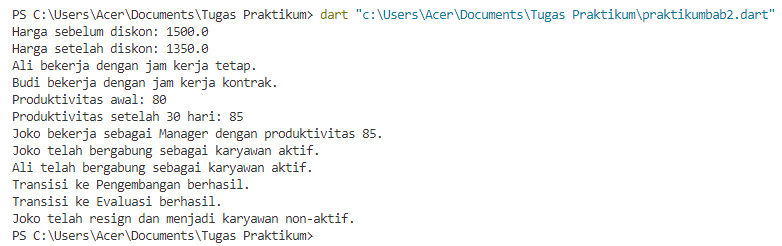 PS C:\Users\Acer\Documents\Tugas Praktikum> dart "c:\Users\Acer\Documents\Tugas Praktikum\praktikumbab2.dart"
Harga sebelum diskon: 1500.0
Harga setelah diskon: 1350.0
Ali bekerja dengan jam kerja tetap.
Budi bekerja dengan jam kerja kontrak.
Produktivitas awal: 80
Produktivitas setelah 30 hari: 85
Joko bekerja sebagai Manager dengan produktivitas 85.
Joko telah bergabung sebagai karyawan aktif.
Ali telah bergabung sebagai karyawan aktif.
Transisi ke Pengembangan berhasil.
Transisi ke Evaluasi berhasil.
Joko telah resign dan menjadi karyawan non-aktif.
PS C:\Users\Acer\Documents\Tugas Praktikum>